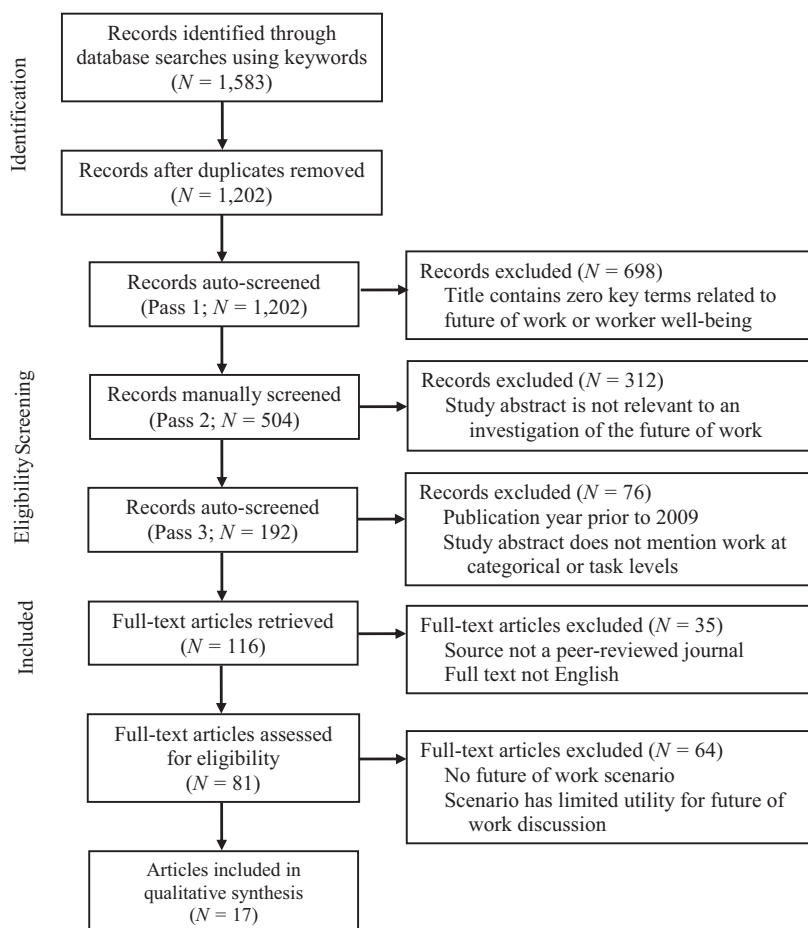 Identification
Records identified through
database searches using keywords
(N = 1,583)
Records after duplicates removed
(N = 1,202)
Eligibility Screening
Records auto-screened
(Pass 1; N = 1,202)
Records excluded (N = 698)
Title contains zero key terms related to
future of work or worker well-being
Records manually screened
(Pass 2; N = 504)
Records excluded (N = 312)
Study abstract is not relevant to an
investigation of the future of work
Records auto-screened
(Pass 3; N = 192)
Records excluded (N = 76)
Publication year prior to 2009
Study abstract does not mention work at
categorical or task levels
Included
Full-text articles retrieved
(N = 116)
Full-text articles excluded (N = 35)
Source not a peer-reviewed journal
Full text not English
Full-text articles assessed
for eligibility
(N = 81)
Full-text articles excluded (N = 64)
No future of work scenario
Scenario has limited utility for future of
work discussion
Articles included in
qualitative synthesis
(N = 17)